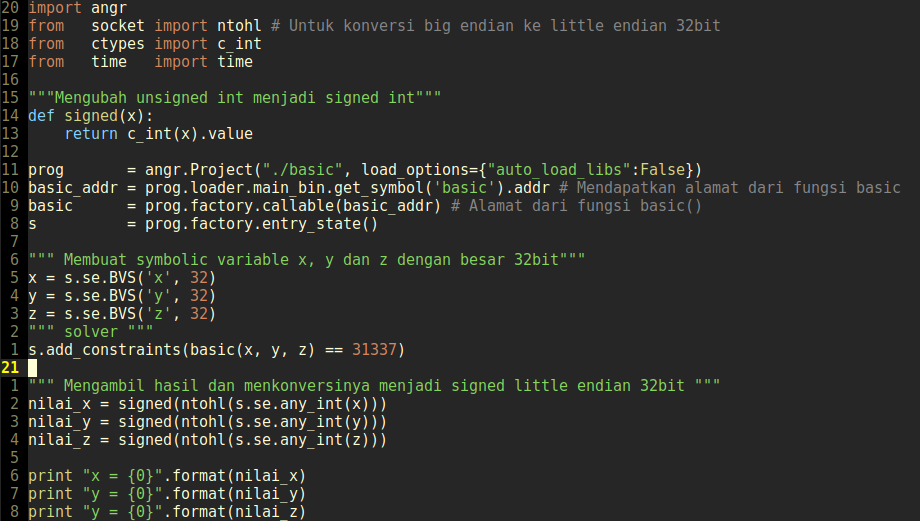 20 import angr
19 from   socket import ntohl # Untuk konversi big endian ke little endian 32bit
18 from   ctypes import c_int
17 from   time   import time
16
15 """Mengubah unsigned int menjadi signed int"""
14 def signed(x):
13     return c_int(x).value
12
11 prog       = angr.Project("./basic", load_options={"auto_load_libs":False})
10 basic_addr = prog.loader.main_bin.get_symbol('basic').addr # Mendapatkan alamat dari fungsi basic
9 basic      = prog.factory.callable(basic_addr) # Alamat dari fungsi basic()
8 s          = prog.factory.entry_state()
7
6 """ Membuat symbolic variable x, y dan z dengan besar 32bit"""
5 x = s.se.BVS('x', 32)
4 y = s.se.BVS('y', 32)
3 z = s.se.BVS('z', 32)
2 """ solver """
1 s.add_constraints(basic(x, y, z) == 31337)
21
1 """ Mengambil hasil dan menkonversinya menjadi signed little endian 32bit """
2 nilai_x = signed(ntohl(s.se.any_int(x)))
3 nilai_y = signed(ntohl(s.se.any_int(y)))
4 nilai_z = signed(ntohl(s.se.any_int(z)))
5
6 print "x = {0}".format(nilai_x)
7 print "y = {0}".format(nilai_y)
8 print "y = {0}".format(nilai_z)